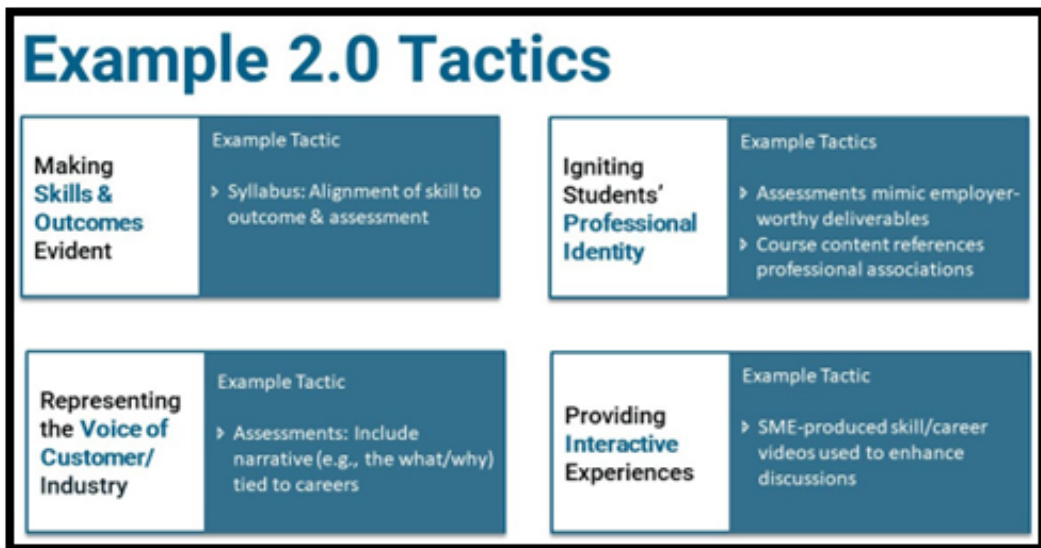 Example 2.0 Tactics
Making
Skills &
Outcomes
Evident
Example Tactic
› Syllabus: Alignment of skill to
outcome & assessment
Igniting
Students’
Professional
Identity
Example Tactics
› Assessments mimic employer-
worthy deliverables
› Course content references
professional associations
Representing
the Voice of
Customer/
Industry
Example Tactic
› Assessments: Include
narrative (e.g., the what/why)
tied to careers
Providing
Interactive
Experiences
Example Tactic
› SME-produced skill/career
videos used to enhance
discussions